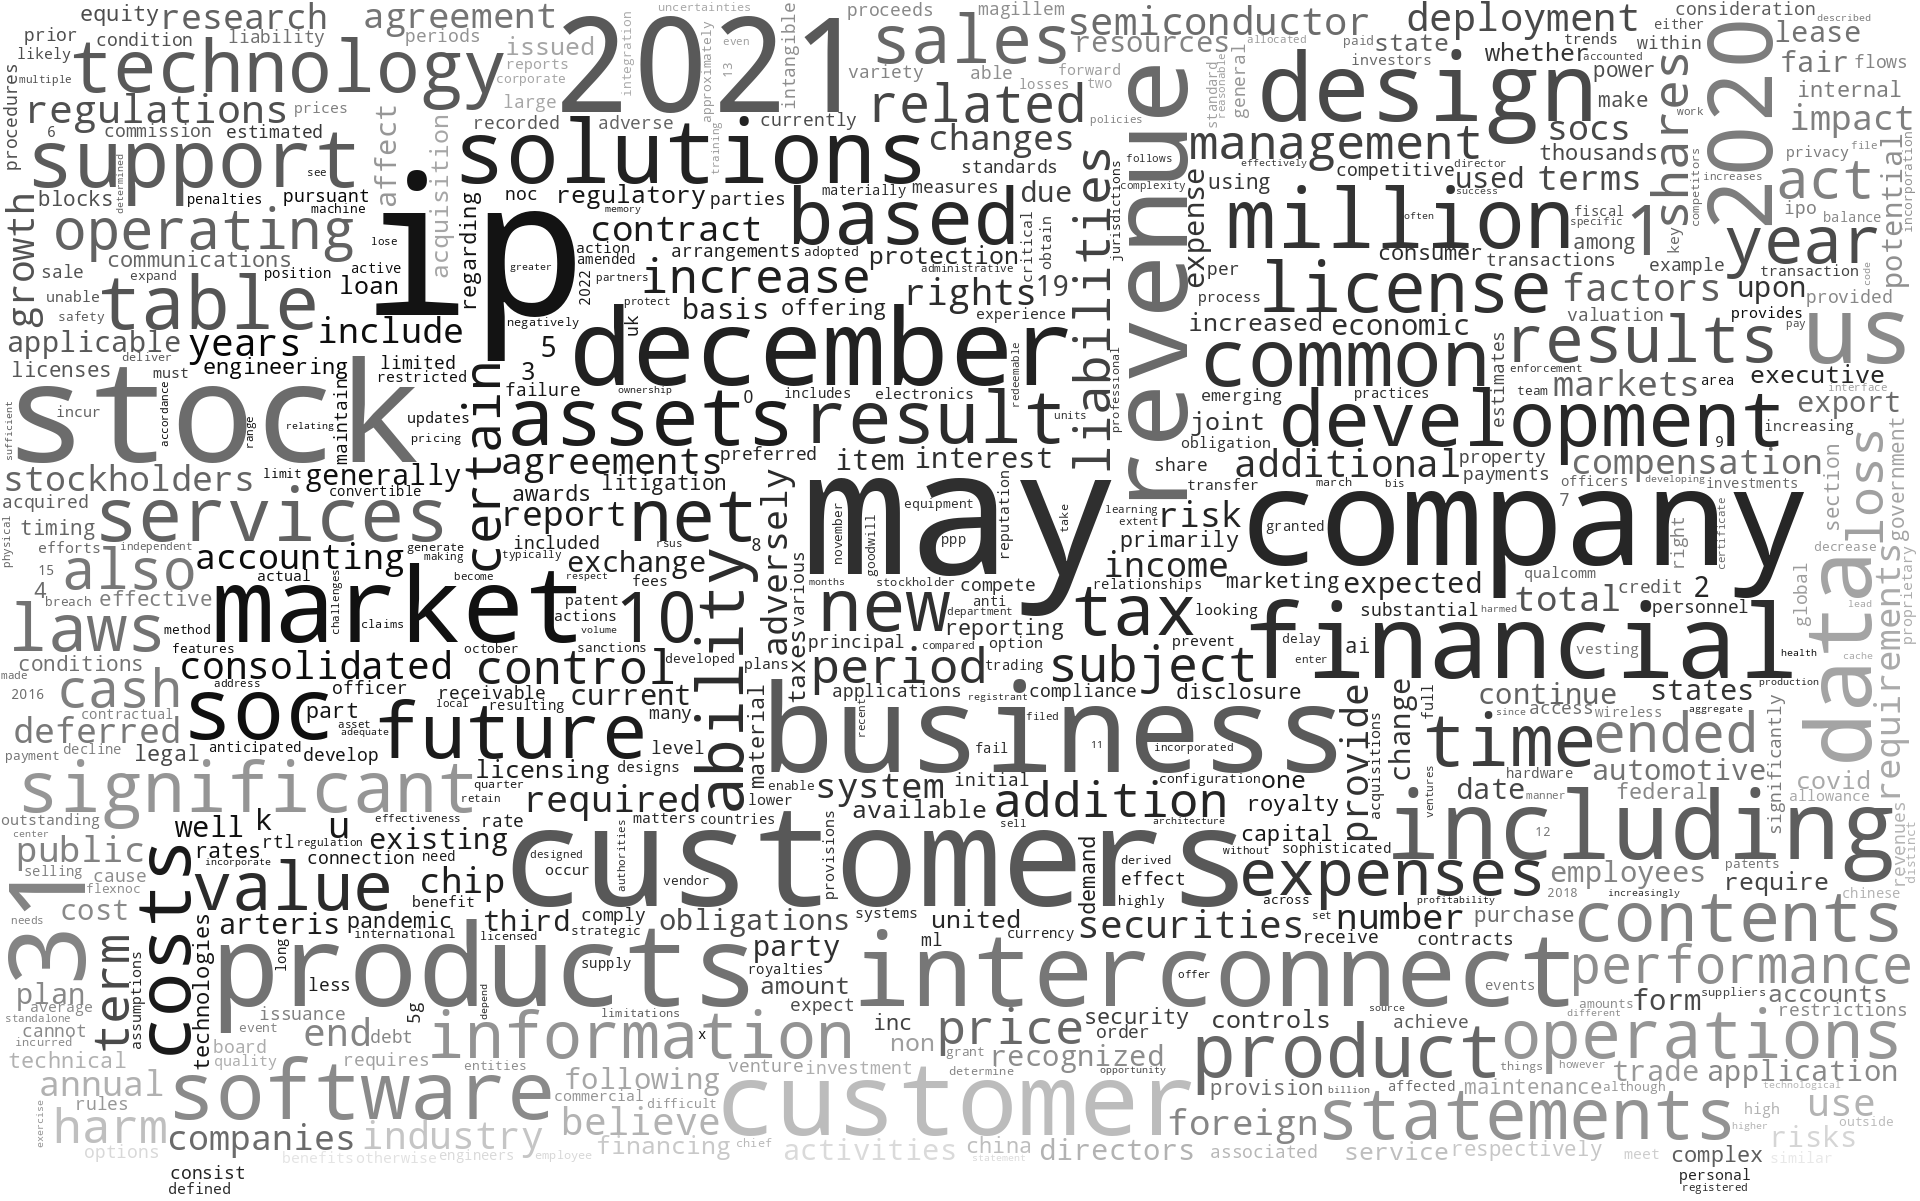 equity
research
agreement
uncertainties
proceeds
magillem
semiconductor
deployment
consideration
described
prior
condition
liability
periods
issued
2021
sales
resources
state
either
trends
within
lease
likely
technology
reports
corporate
integration
approximately
even
13
intangible
variety
able
forward
losses
two
general
allocated
paid
investors
design
whether
accounted
power
2020
fair
flows
multiple
procedures
regulations
prices
large
related
standard
reasonable
make
work
internal
6
commission
estimated
affect
acquisition
recorded
adverse
currently
changes
policies
management
socs
thousands
shares
impact
support
determined
see
penalties
pursuant
machine
ip
solutions
training
standards
revenue
follows
effectively
director
competitive
used
terms
success
privacy
file
act
incorporation
blocks
noc
regulatory
parties
materially
measures
due
complexity
using
million
often
fiscal
specific
1
increases
ipo
balance
potential
operating
memory
contract
based
critical
obtain
jurisdictions
expense
among
key
competitors
year
growth
communications
lose
action
amended
arrangements
adopted
protection
consumer
transactions
example
transaction
code
sale
expand
position
active
loan
regarding
greater
2022
partners
increase
administrative
rights
19
liabilities
per
process
license
factors
upon
provided
unable
safety
table
include
negatively
uk
protect
basis
offering
experience
increased
economic
valuation
provides
pay
applicable
years
december
5
common
results
us
licenses
deliver
must
engineering
limited
restricted
3
failure
ownership
0
includes
electronics
redeemable
professional
emerging
practices
estimates
enforcement
team
markets
area
executive
interface
sufficient
stock
incur
accordance
range
relating
maintaining
updates
pricing
certain
assets
result
units
joint
obligation
development
9
export
increasing
stockholders
limit
generally
convertible
agreements
preferred
item
interest
share
additional
property
payments
compensation
acquired
services
awards
litigation
adversely
may
equipment
transfer
march
bis
officers
developing
investments
timing
report
net
november
goodwill
ppp
reputation
take
learning
extent
risk
granted
company
7
right
certificate
section
loss
government
physical
efforts
independent
accounting
generate
making
typically
included
exchange
rsus
8
primarily
decrease
15
also
actual
become
respect
fees
ability
taxes
various
months
stockholder
compete
income
relationships
marketing
expected
qualcomm
credit
2
4
breach
effective
market
challenges
claims
patent
actions
10
new
anti
department
reporting
tax
looking
substantial
harmed
total
personnel
global
lead
proprietary
laws
method
features
october
volume
sanctions
principal
compared
option
prevent
financial
delay
enter
ai
vesting
health
data
cache
requirements
conditions
consolidated
control
developed
plans
period
trading
subject
made
2016
cash
contractual
address
officer
receivable
local
resulting
current
many
material
applications
registrant
compliance
disclosure
provide
change
full
continue
since
access
wireless
states
aggregate
production
deferred
soc
part
asset
adequate
future
recent
business
filed
fail
11
incorporated
acquisitions
time
ended
significantly
payment
decline
legal
anticipated
develop
level
licensing
designs
enable
system
initial
configuration
one
ventures
hardware
manner
automotive
covid
allowance
significant
quarter
retain
required
lower
available
addition
royalty
date
federal
outstanding
center
well
k
u
effectiveness
rate
matters
countries
sell
architecture
capital
including
12
public
rates
rtl
regulation
existing
customers
authorities
provisions
demand
without
sophisticated
revenues
distinct
selling
cause
flexnoc
costs
incorporate
connection
need
designed
occur
vendor
derived
effect
expenses
employees
patents
require
chinese
31
needs
cost
value
chip
benefit
highly
across
2018
increasingly
profitability
arteris
pandemic
third
comply
strategic
obligations
systems
united
currency
securities
set
number
purchase
contents
term
technologies
long
international
licensed
products
party
ml
interconnect
receive
contracts
performance
plan
average
assumptions
less
depend
supply
royalties
amount
expect
offer
events
amounts
different
form
suppliers
accounts
restrictions
standalone
cannot
incurred
issuance
event
5g
limitations
inc
price
security
order
controls
source
achieve
operations
technical
board
quality
end
debt
requires
information
x
non
grant
recognized
product
things
however
trade
application
annual
software
entities
following
venture
investment
determine
opportunity
provision
billion
affected
maintenance
although
technological
exercise
rules
commercial
difficult
customer
statements
high
higher
use
outside
harm
companies
industry
believe
foreign
risks
options
benefits
otherwise
engineers
employee
financing
chief
activities
china
statement
directors
associated
service
respectively
meet
complex
similar
consist
defined
personal
registered